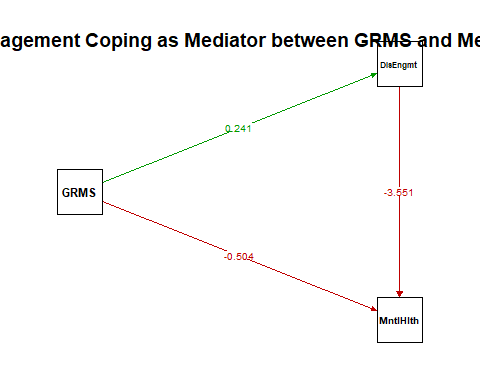 agement Coping as Mediator between GRMS and Me
DisEngmt
0.241
GRMS
-3.551
-0.504
MntlHlth